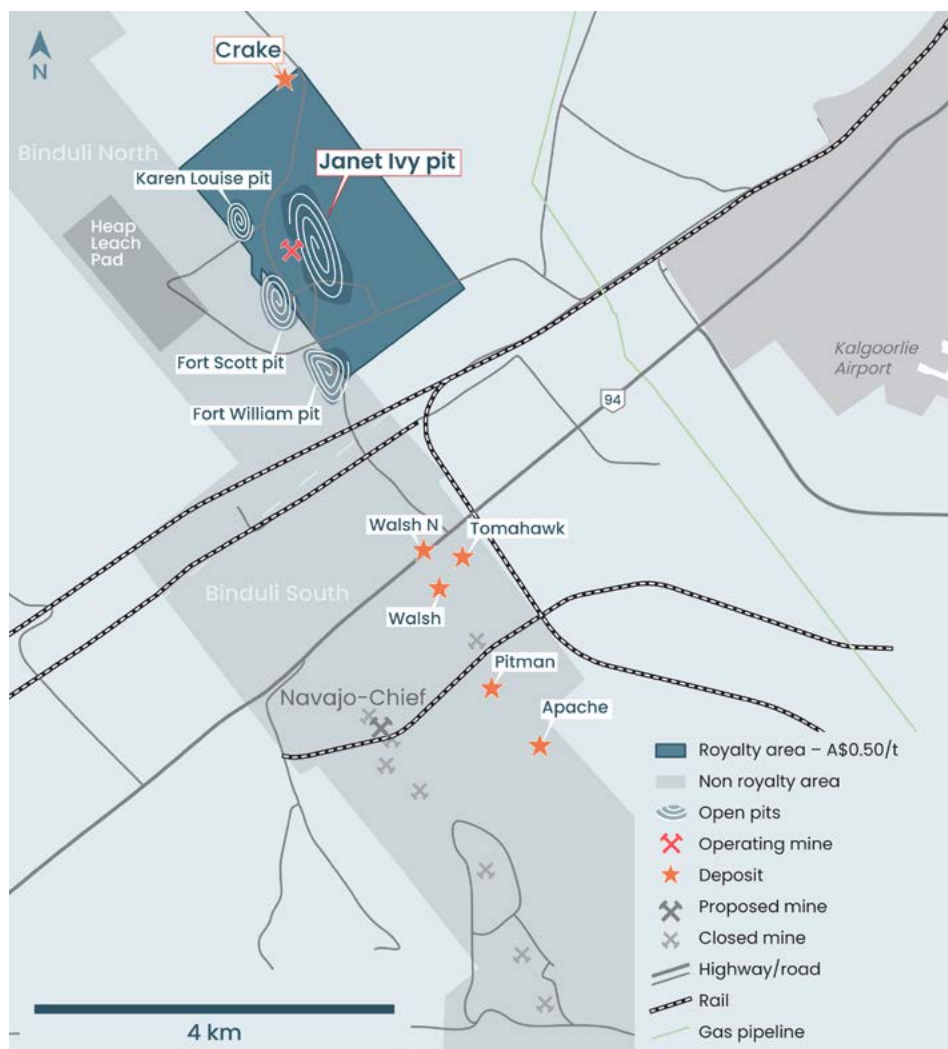 N
Crake
Binduli North
Janet Ivy pit
Karen Louise pit
Heap
Leach
Pad
Fort Scott pit
Fort William pit
Kalgoorlie
Airport
94
Walsh N
Tomahawk
Binduli South
Walsh
Pitman
Navajo-Chief
Apache
Royalty area – A$0.50/t
Non royalty area
Open pits
Operating mine
Deposit
Proposed mine
Closed mine
Highway/road
Rail
Gas pipeline
4 km